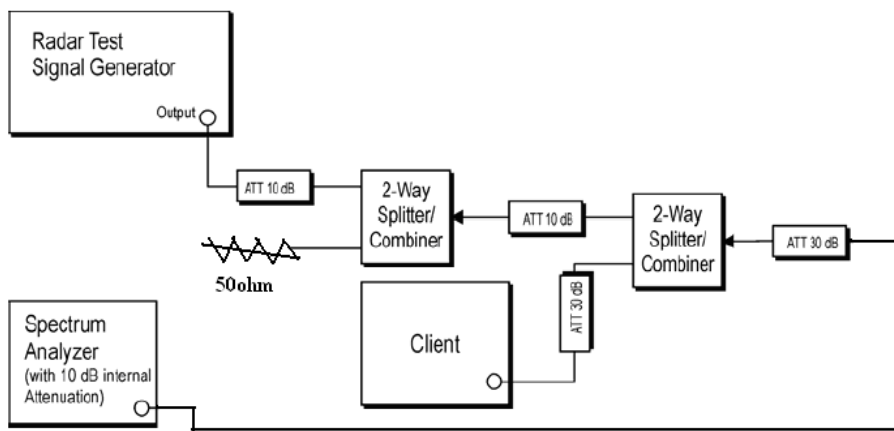 Radar Test
Signal Generator
Output
ATT 10 dB
2-Way
Splitter/
Combiner
ATT 10 dB
2-Way
Splitter/
Combiner
ATT 30 dB
50ohm
ATT 30 dB
Spectrum
Analyzer
(with 10 dB internal
Attenuation)
Client